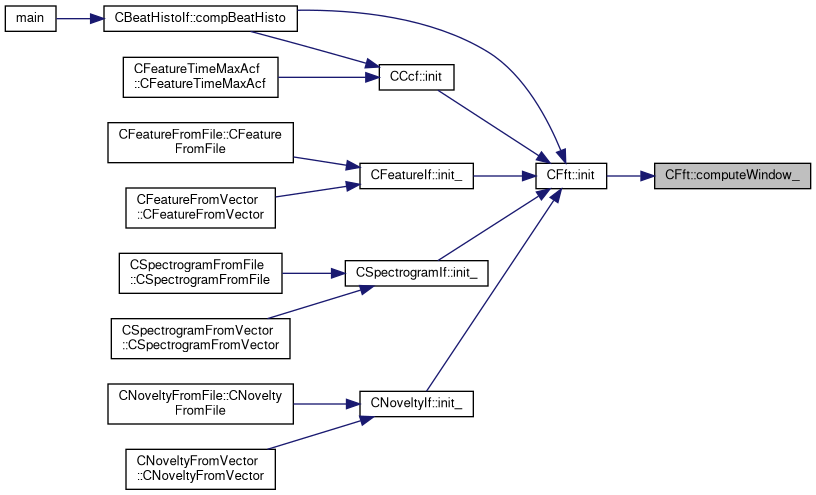 main
CBeatHistoIf::compBeatHisto
CFeatureTimeMaxAcf
::CFeatureTimeMaxAcf
CCcf::init
CFeatureFromFile::CFeature
FromFile
CFeatureIf::init_
CFft::init
CFft::computeWindow_
CFeatureFromVector
::CFeatureFromVector
CSpectrogramFromFile
::CSpectrogramFromFile
CSpectrogramIf::init_
CSpectrogramFromVector
::CSpectrogramFromVector
CNoveltyFromFile::CNovelty
FromFile
CNoveltyIf::init_
CNoveltyFromVector
::CNoveltyFromVector